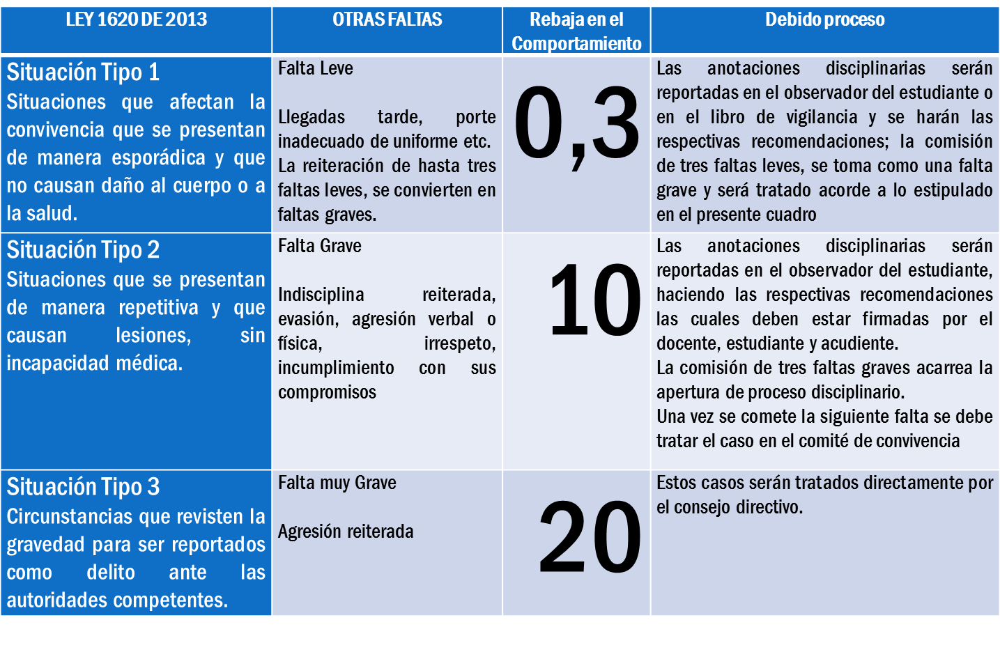 LEY 1620 DE 2013
OTRAS FALTAS
Rebaja en el
Comportamiento
Debido proceso
Situación Tipo 1
Situaciones que afectan la
convivencia que se presentan
de manera esporádica y que
no causan daño al cuerpo o a
la salud.
Falta Leve
Llegadas tarde, porte
inadecuado de uniforme etc.
La reiteración de hasta tres
faltas leves, se convierten en
faltas graves.
0,3
Las anotaciones disciplinarias serán
reportadas en el observador del estudiante o
en el libro de vigilancia y se harán las
respectivas recomendaciones; la comisión
de tres faltas leves, se toma como una falta
grave y será tratado acorde a lo estipulado
en el presente cuadro
Situación Tipo 2
Situaciones que se presentan
de manera repetitiva y que
causan lesiones, sin
incapacidad médica.
Falta Grave
Indisciplina reiterada,
evasión, agresión verbal o
física, irrespeto,
incumplimiento con sus
compromisos
10
Las anotaciones disciplinarias serán
reportadas en el observador del estudiante,
haciendo las respectivas recomendaciones
las cuales deben estar firmadas por el
docente, estudiante y acudiente.
La comisión de tres faltas graves acarrea la
apertura de proceso disciplinario.
Una vez se comete la siguiente falta se debe
tratar el caso en el comité de convivencia
Situación Tipo 3
Circunstancias que revisten la
gravedad para ser reportados
como delito ante las
autoridades competentes.
Falta muy Grave
Agresión reiterada
20
Estos casos serán tratados directamente por
el consejo directivo.